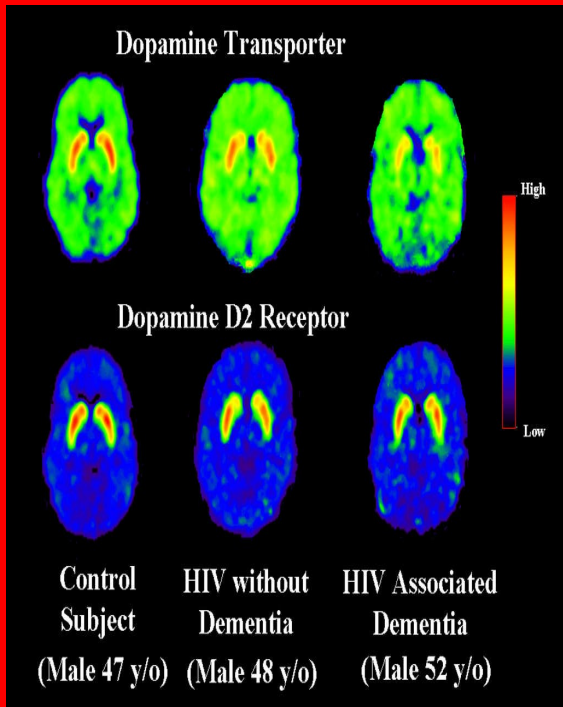 Dopamine Transporter
High
Dopamine D2 Receptor
Low
Control
Subject
(Male 47 y/o)
HIV without
Dementia
(Male 48 y/o)
HIV Associated
Dementia
(Male 52 y/o)